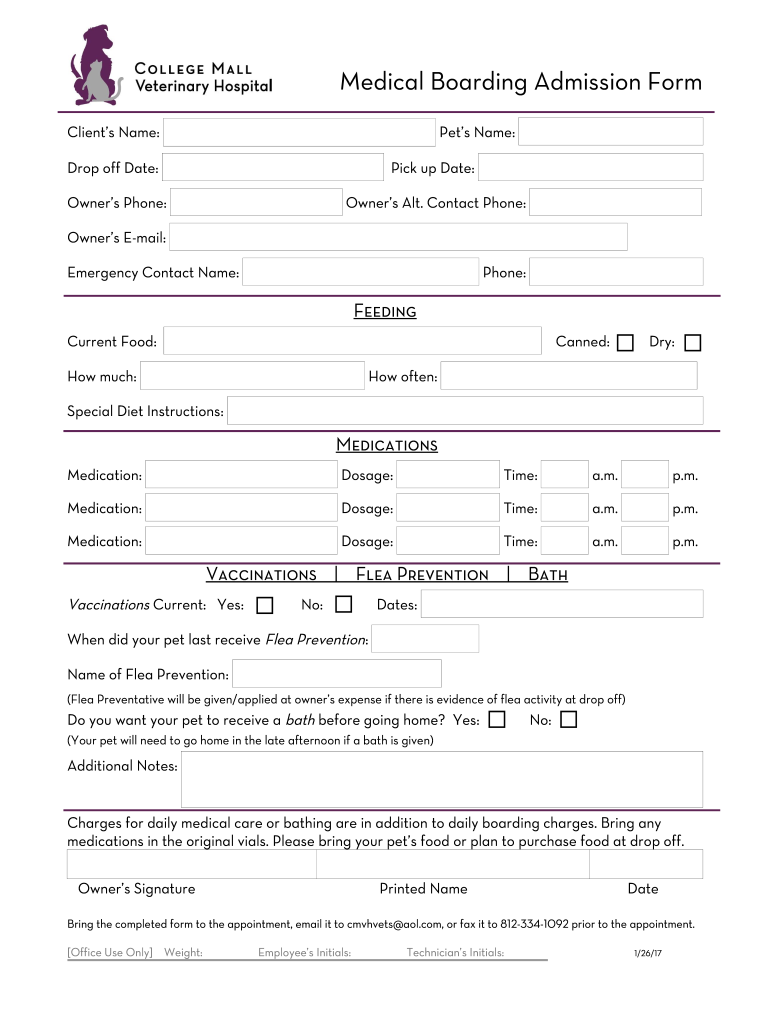 COLLEGE MALL
Veterinary Hospital
Medical Boarding Admission Form
Client's Name: Pet's Name:
Drop off Date: Pick up Date:
Owner's Phone: Owner's Alt. Contact Phone:
Owner's E-mail:
Emergency Contact Name: Phone:
FEEDING
Current Food: Canned: Dry:
How much: How often:
Special Diet Instructions:
MEDICATIONS
Medication: Dosage: Time: a.m. p.m.
Medication: Dosage: Time: a.m. p.m.
Medication: Dosage: Time: a.m. p.m.
VACCINATIONS | FLEA PREVENTION | BATH
Vaccinations Current: Yes: No: Dates:
When did your pet last receive Flea Prevention:
Name of Flea Prevention:
(Flea Preventative will be given/applied at owner's expense if there is evidence of flea activity at drop off)
Do you want your pet to receive a bath before going home? Yes: No:
(Your pet will need to go home in the late afternoon if a bath is given)
Additional Notes:
Charges for daily medical care or bathing are in addition to daily boarding charges. Bring any
medications in the original vials. Please bring your pet's food or plan to purchase food at drop off.
Owner's Signature Printed Name Date
Bring the completed form to the appointment, email it to cmvhvets@aol.com, or fax it to 812-334-1092 prior to the appointment.
[Office Use Only] Weight: Employee's Initials: Technician's Initials: 1/26/17